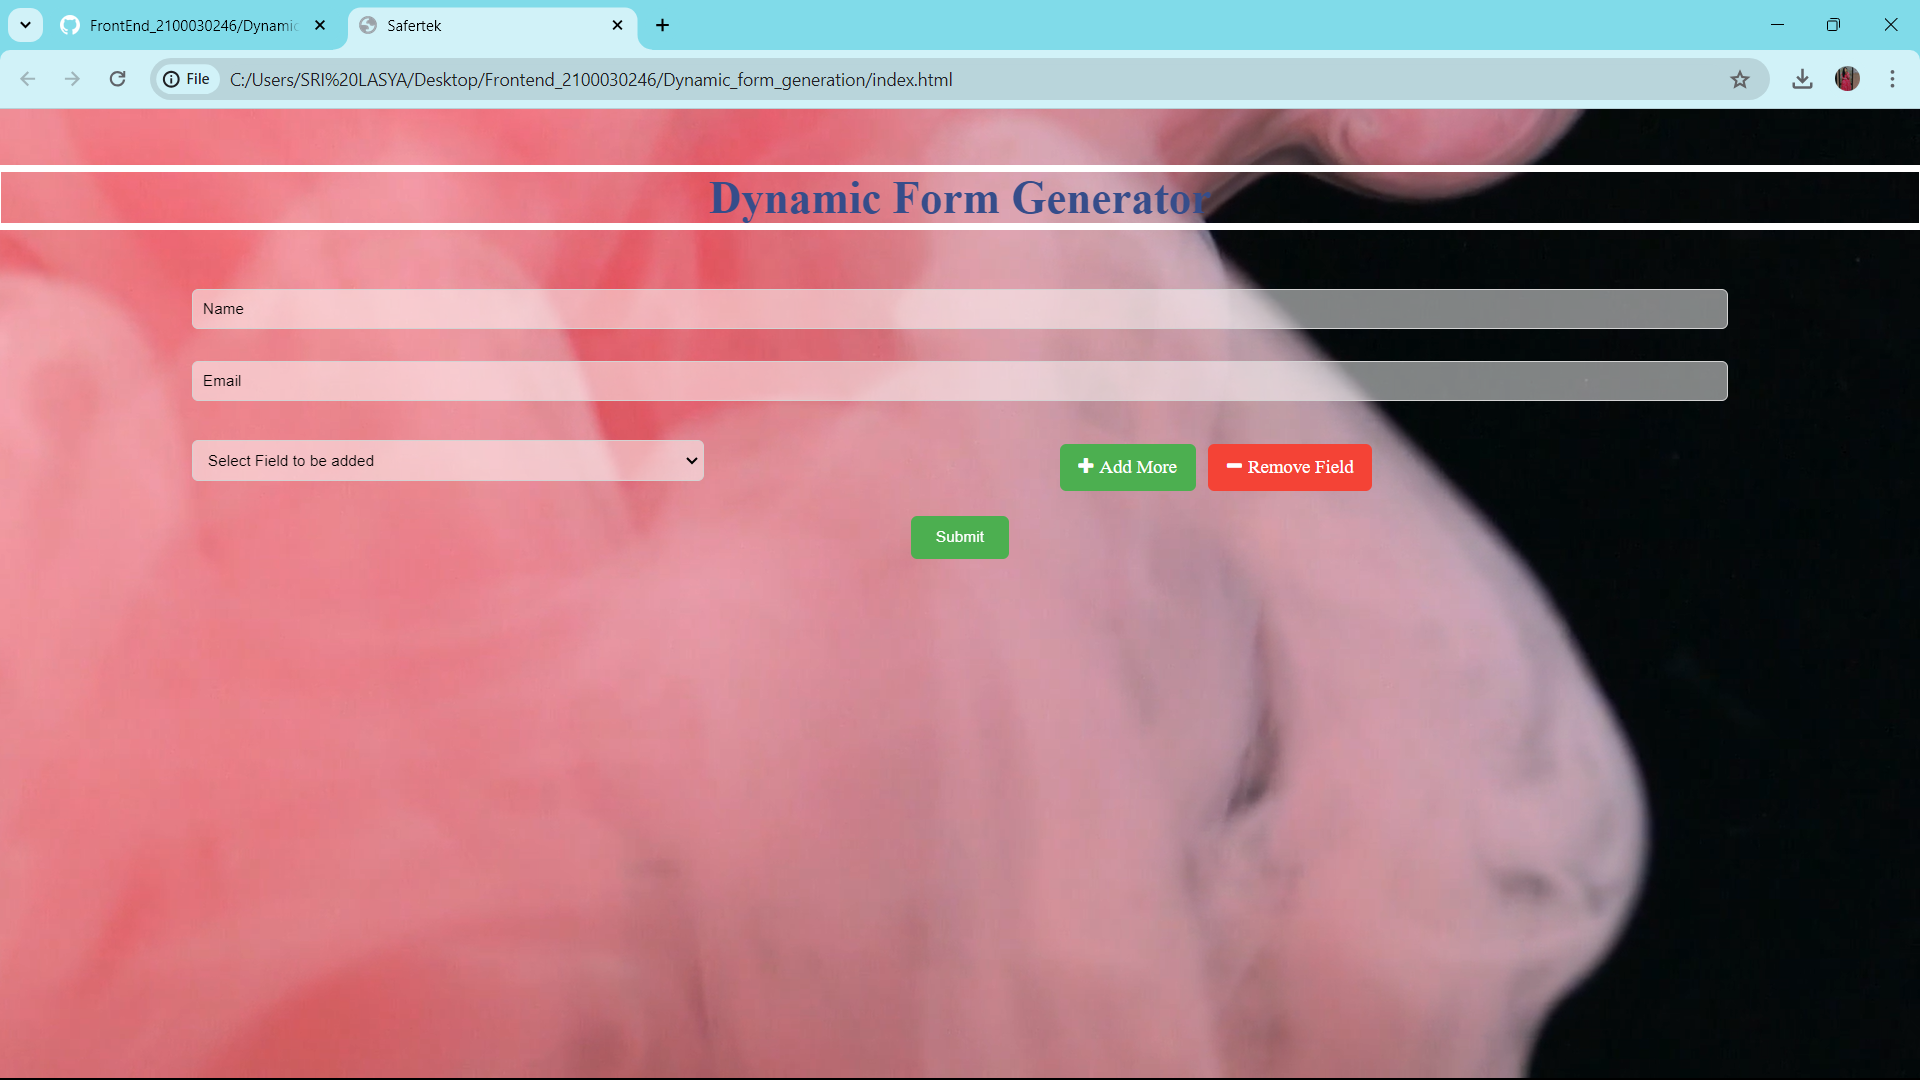 FrontEnd_2100030246/Dynamic
Safertek
File
C:/Users/SRI%20LASYA/Desktop/Frontend_2100030246/Dynamic_form_generation/index.html
Dynamic Form Generator
Name
Email
Select Field to be added
Add More
Remove Field
Submit